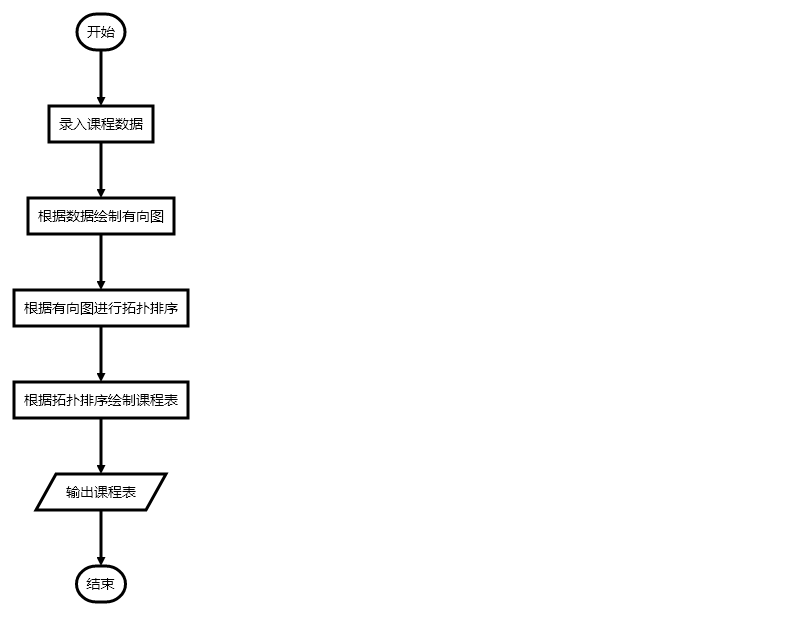 开始
录入课程数据
根据数据绘制有向图
根据有向图进行拓扑排序
根据拓扑排序绘制课程表
输出课程表
结束